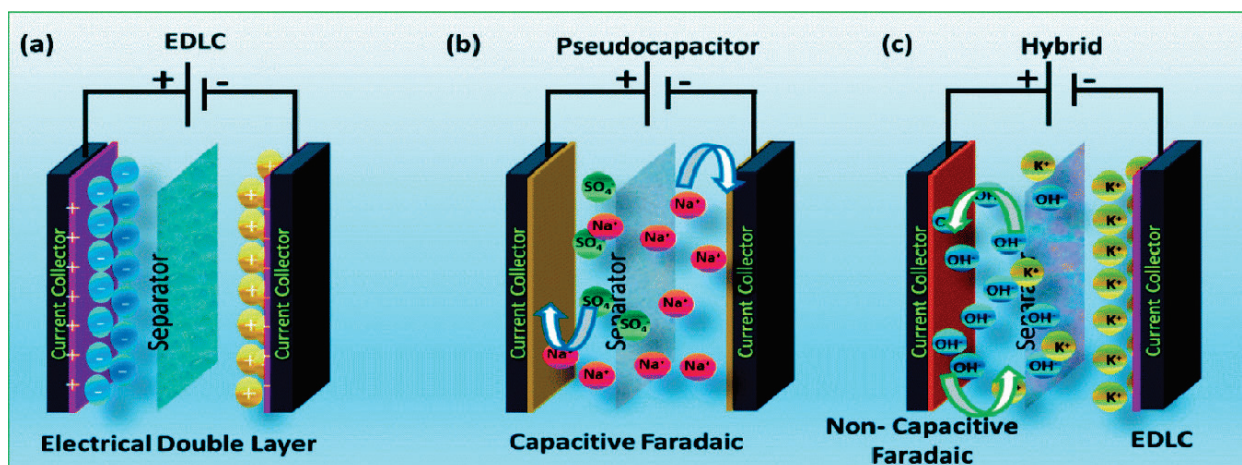 (a)
EDLC
+ -
Current Collector
Separator
Current Collector
Electrical Double Layer
(b)
Pseudocapacitor
+ -
Current Collector
SO₄
SO₄
SO₄
SO₄
Separator
Na⁺
Na⁺
Na⁺
Na⁺
Na⁺
Na⁺
Na⁺
Na⁺
Na⁺
Current Collector
Capacitive Faradaic
(c)
Hybrid
+ -
Current Collector
OH⁻
OH⁻
OH⁻
OH⁻
OH⁻
OH⁻
OH⁻
OH⁻
OH⁻
OH⁻
K⁺
K⁺
K⁺
K⁺
K⁺
K⁺
K⁺
K⁺
K⁺
K⁺
Current Collector
Non- Capacitive
Faradaic
EDLC